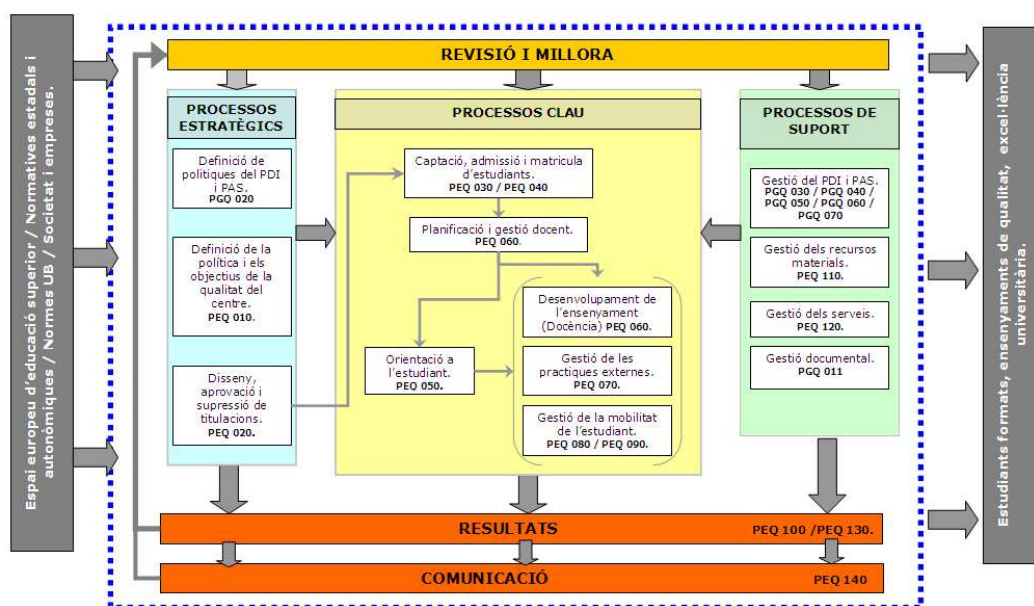 Espai europeu d'educació superior / Normatives estadals i
autonòmiques / Normes UB / Societat i empreses.
REVISIÓ I MILLORA
PROCESSOS
ESTRATÈGICS
Definició de
politiques del PDI
i PAS.
PGQ 020
Definició de la
política i els
objectius de la
qualitat del
centre.
PEQ 010.
Disseny,
aprovació i
supressió de
titulacions.
PEQ 020.
PROCESSOS CLAU
Captació, admissió i matricula
d'estudiants.
PEQ 030 / PEQ 040
Planificació i gestió docent.
PEQ 060.
Orientació a
l'estudiant.
PEQ 050.
Desenvolupament de
l'ensenyament
(Docència) PEQ 060.
Gestió de les
practiques externes.
PEQ 070.
Gestió de la mobilitat
de l'estudiant.
PEQ 080 / PEQ 090.
PROCESSOS DE
SUPORT
Gestió del PDI i PAS.
PGQ 030 / PGQ 040 /
PGQ 050 / PGQ 060 /
PGQ 070
Gestió dels recursos
materials.
PEQ 110.
Gestió dels serveis.
PEQ 120.
Gestió documental.
PGQ 011
RESULTATS
PEQ 100 /PEQ 130.
COMUNICACIÓ
PEQ 140
Estudiants formats, ensenyaments de qualitat, excel·lència
universitària.